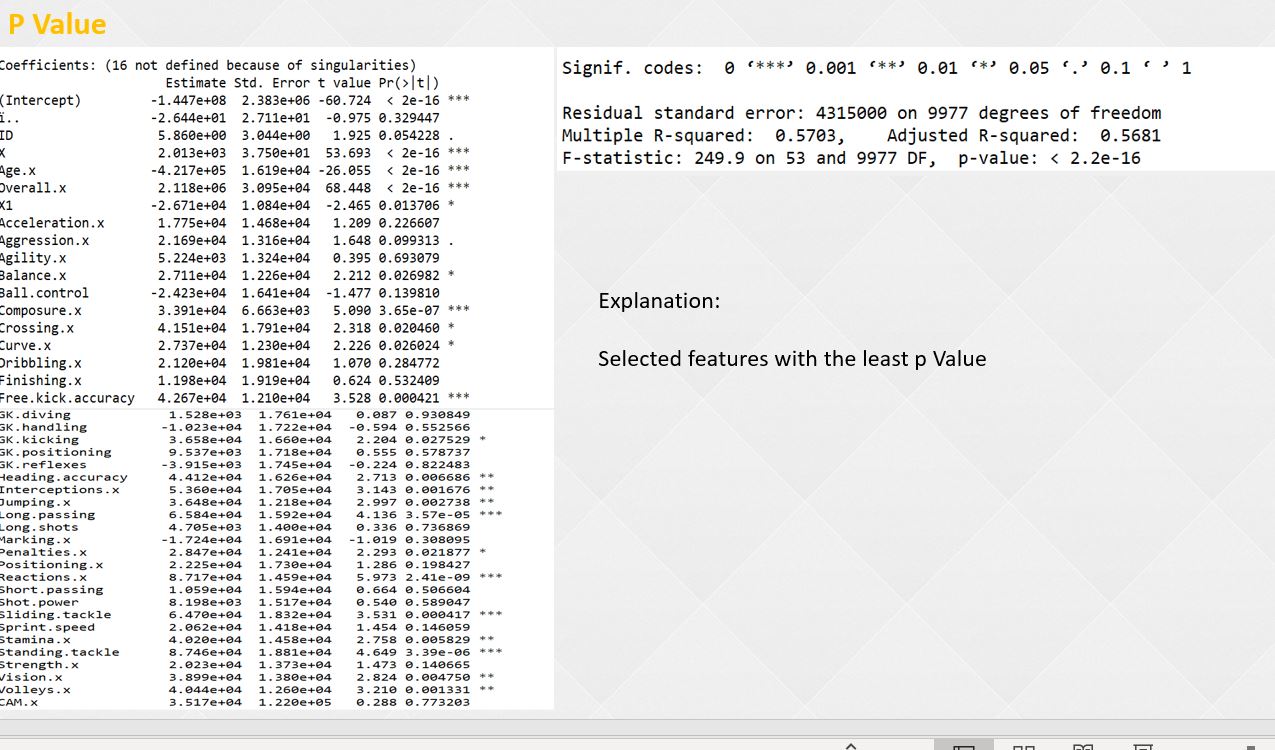 P Value
Coefficients: (16 not defined because of singularities)
Estimate Std. Error t value Pr(>|t|)
(Intercept) -1.447e+08 2.383e+06 -60.724 < 2e-16 ***
ï.. -2.644e+01 2.711e+01 -0.975 0.329447
ID 5.860e+00 3.044e+00 1.925 0.054228 .
X 2.013e+03 3.750e+01 53.693 < 2e-16 ***
Age.x -4.217e+05 1.619e+04 -26.055 < 2e-16 ***
Overall.x 2.118e+06 3.095e+04 68.448 < 2e-16 ***
X1 -2.671e+04 1.084e+04 -2.465 0.013706 *
Acceleration.x 1.775e+04 1.468e+04 1.209 0.226607
Aggression.x 2.169e+04 1.316e+04 1.648 0.099313 .
Agility.x 5.224e+03 1.324e+04 0.395 0.693079
Balance.x 2.711e+04 1.226e+04 2.212 0.026982 *
Ball.control -2.423e+04 1.641e+04 -1.477 0.139810
Composure.x 3.391e+04 6.663e+03 5.090 3.65e-07 ***
Crossing.x 4.151e+04 1.791e+04 2.318 0.020460 *
Curve.x 2.737e+04 1.230e+04 2.226 0.026024 *
Dribbling.x 2.120e+04 1.981e+04 1.070 0.284772
Finishing.x 1.198e+04 1.919e+04 0.624 0.532409
Free.kick.accuracy 4.267e+04 1.210e+04 3.528 0.000421 ***
GK.diving 1.528e+03 1.761e+04 0.087 0.930849
GK.handling -1.023e+04 1.722e+04 -0.594 0.552566
GK.kicking 3.658e+04 1.660e+04 2.204 0.027529 *
GK.positioning 9.537e+03 1.718e+04 0.555 0.578737
GK.reflexes -3.915e+03 1.745e+04 -0.224 0.822483
Heading.accuracy 4.412e+04 1.626e+04 2.713 0.006686 **
Interceptions.x 5.360e+04 1.705e+04 3.143 0.001676 **
Jumping.x 3.648e+04 1.218e+04 2.997 0.002738 **
Long.passing 6.584e+04 1.592e+04 4.136 3.57e-05 ***
Long.shots 4.705e+03 1.400e+04 0.336 0.736869
Marking.x -1.724e+04 1.691e+04 -1.019 0.308095
Penalties.x 2.847e+04 1.241e+04 2.293 0.021877 *
Positioning.x 2.225e+04 1.730e+04 1.286 0.198427
Reactions.x 8.717e+04 1.459e+04 5.973 2.41e-09 ***
Short.passing 1.059e+04 1.594e+04 0.664 0.506604
Shot.power 8.198e+03 1.517e+04 0.540 0.589047
Sliding.tackle 6.470e+04 1.832e+04 3.531 0.000417 ***
Sprint.speed 2.062e+04 1.418e+04 1.454 0.146059
Stamina.x 4.020e+04 1.458e+04 2.758 0.005829 **
Standing.tackle 8.746e+04 1.881e+04 4.649 3.39e-06 ***
Strength.x 2.023e+04 1.373e+04 1.473 0.140665
Vision.x 3.899e+04 1.380e+04 2.824 0.004750 **
Volleys.x 4.044e+04 1.260e+04 3.210 0.001331 **
CAM.x 3.517e+04 1.220e+05 0.288 0.773203
Signif. codes: 0 ‘***’ 0.001 ‘**’ 0.01 ‘*’ 0.05 ‘.’ 0.1 ‘ ’ 1
Residual standard error: 4315000 on 9977 degrees of freedom
Multiple R-squared: 0.5703, Adjusted R-squared: 0.5681
F-statistic: 249.9 on 53 and 9977 DF, p-value: < 2.2e-16
Explanation:
Selected features with the least p Value